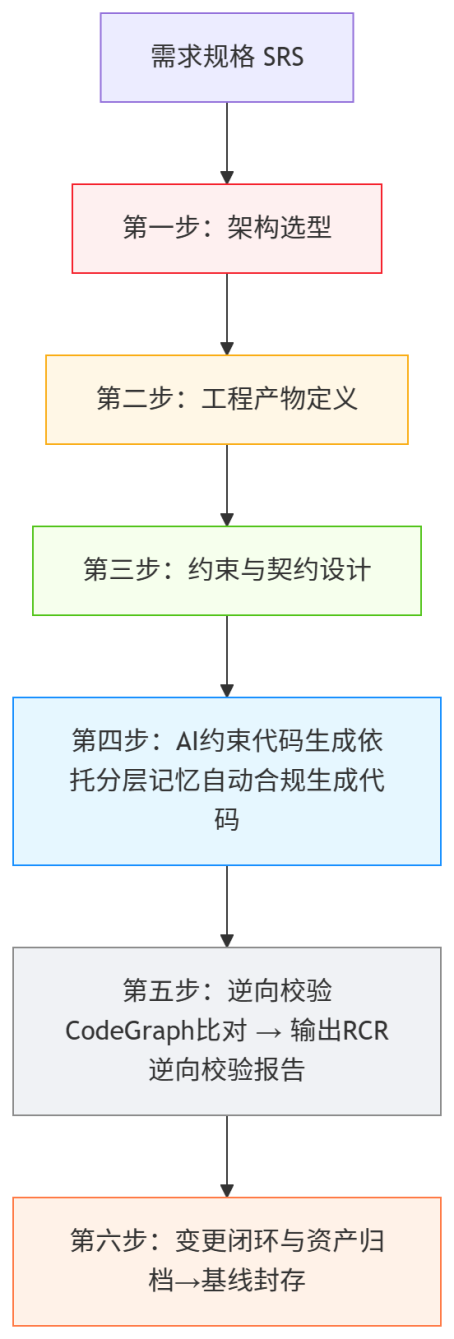 需求规格 SRS
第一步：架构选型
第二步：工程产物定义
第三步：约束与契约设计
第四步：AI约束代码生成依
托分层记忆自动合规生成代
码
第五步：逆向校验
CodeGraph比对 → 输出RCR
逆向校验报告
第六步：变更闭环与资产归
档→基线封存